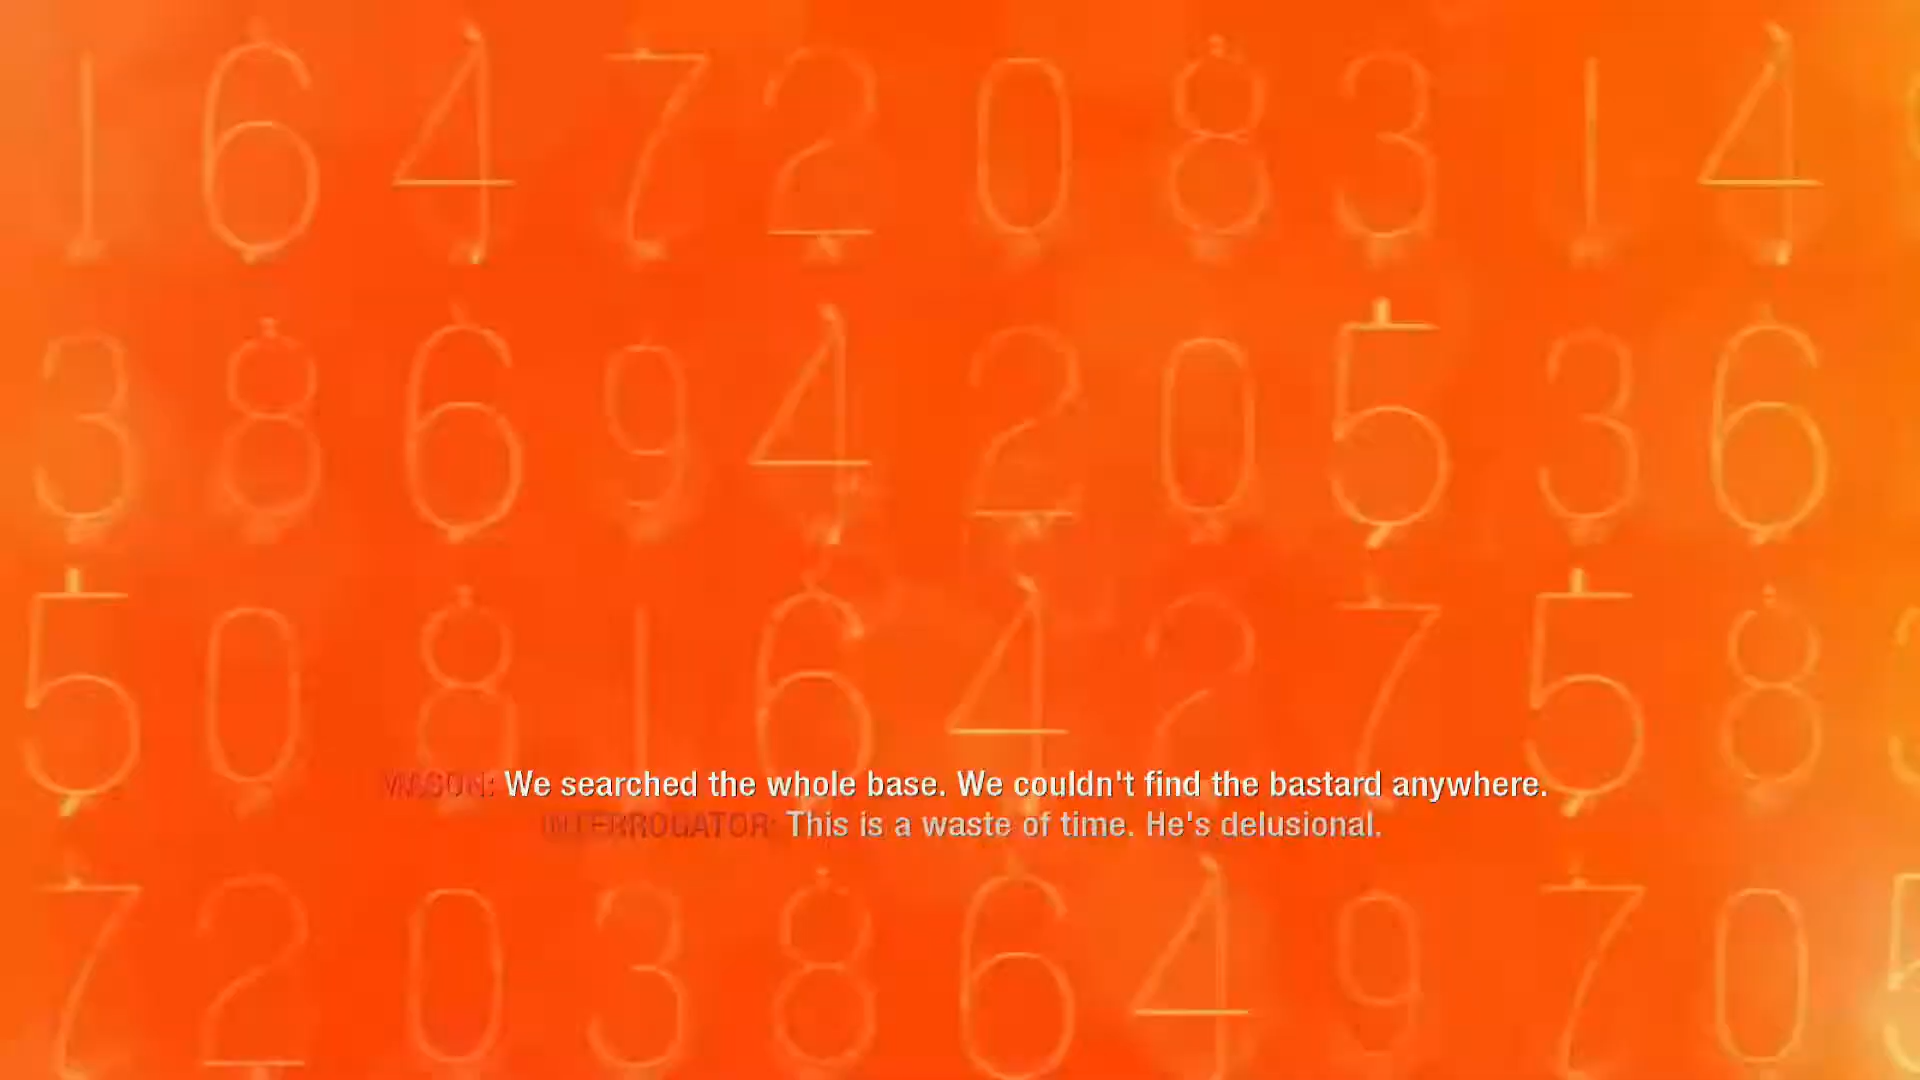 1 6 4 7 2 0 8 3 1 4
3 8 6 9 4 2 0 5 3 6
5 0 8 1 6 4 2 7 5 8
MASON: We searched the whole base. We couldn't find the bastard anywhere.
INTERROGATOR: This is a waste of time. He's delusional.
7 2 0 3 8 6 4 9 7 0 5